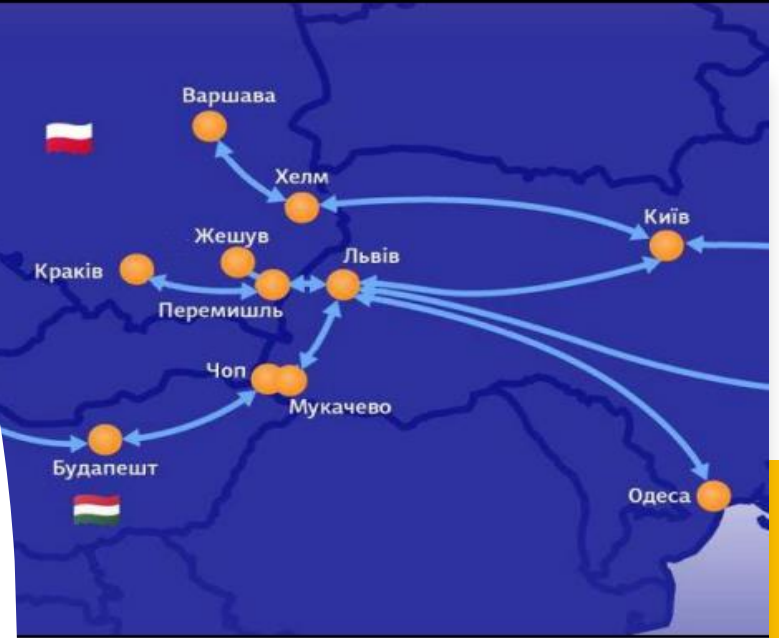 Варшава
Хелм
Київ
Жешув
Львів
Краків
Перемишль
Чоп
Мукачево
Будапешт
Одеса